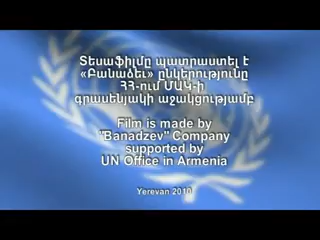 Տեսաֆիլմը պատրաստել է
«Բանաձեւ» ընկերությունը
ՀՀ-ում ՄԱԿ-ի
գրասենյակի աջակցությամբ
Film is made by
"Banadzev" Company
supported by
UN Office in Armenia
Yerevan 2010